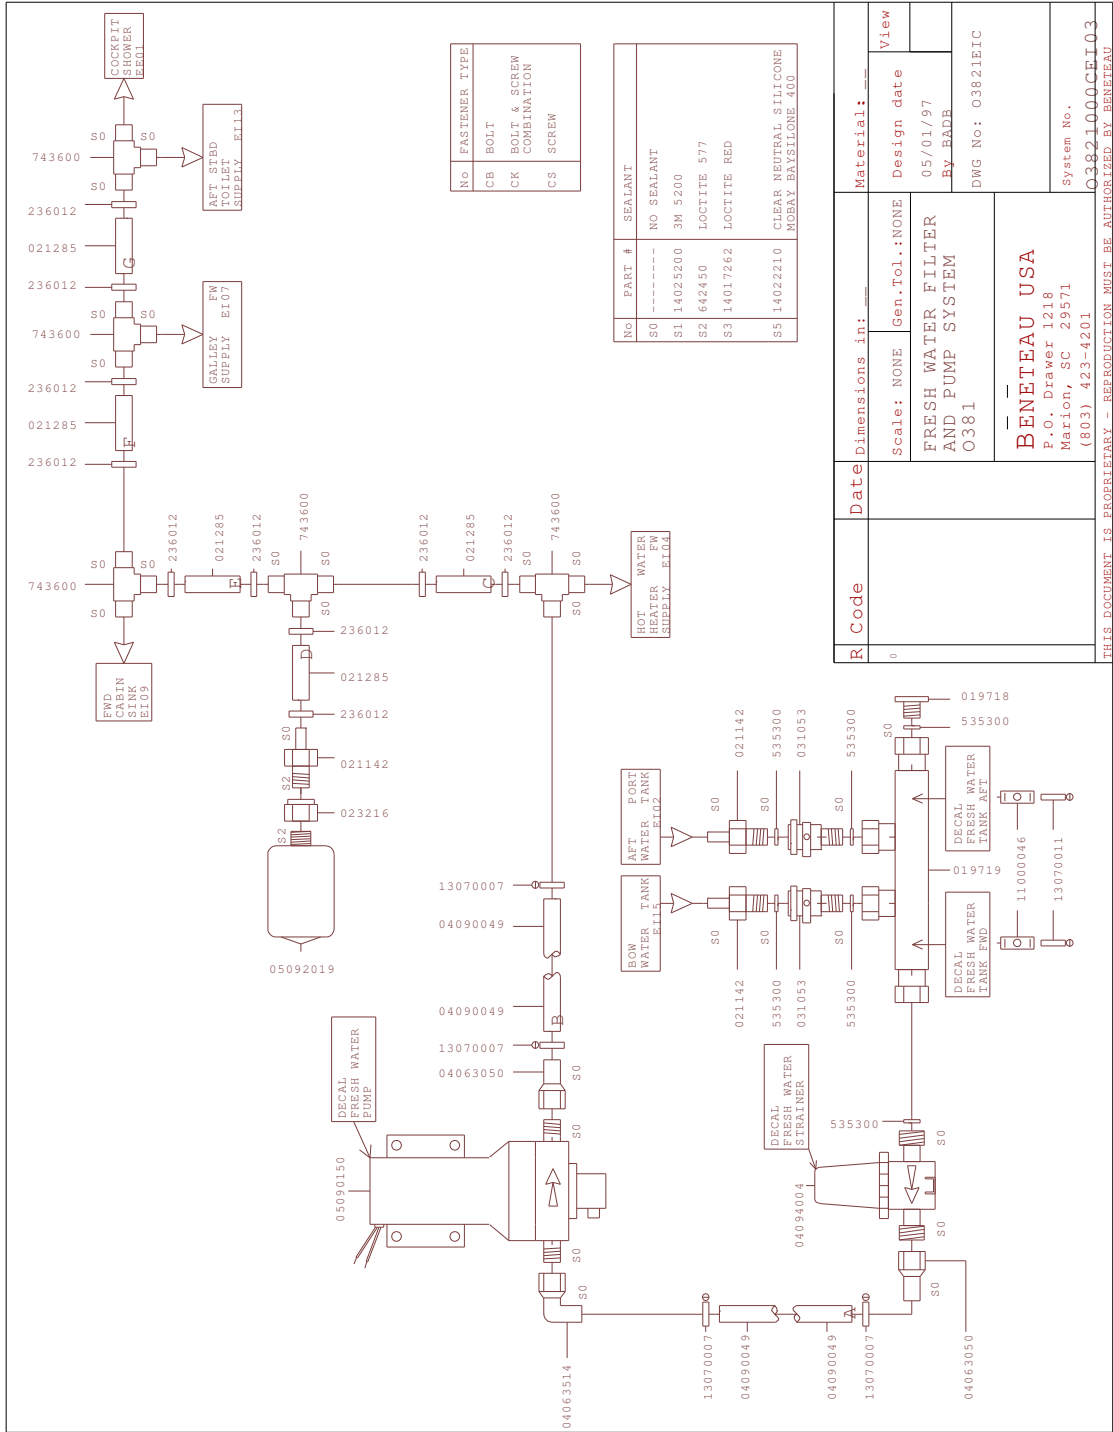 COCKPIT
SHOWER
EE01
743600
S0
S0
S0
AFT STBD
TOILET
SUPPLY EI13
236012
021285
G
236012
743600
S0
S0
S0
GALLEY FW
SUPPLY EI07
236012
021285
F
236012
743600
S0
S0
S0
FWD
CABIN
SINK
EI09
236012
021285
E
236012
743600
S0
S0
S0
236012
021285
C
236012
743600
S0
S0
S0
HOT WATER
HEATER FW
SUPPLY EI04
236012
D
021285
236012
S0
021142
S2
023216
S2
05092019
13070007
04090049
04090049
B
13070007
04063050
S0
DECAL
FRESH WATER
PUMP
05090150
S0
S0
04063514
13070007
04090049
04090049
A
13070007
04063050
S0
S0
04094004
DECAL
FRESH WATER
STRAINER
S0
535300
BOW TANK
WATER EI15
AFT PORT
WATER TANK
EI02
021142
535300
031053
535300
S0
S0
S0
021142
535300
031053
535300
S0
S0
S0
S0
019718
535300
DECAL
FRESH WATER
TANK AFT
019719
DECAL
FRESH WATER
TANK FWD
11000046
13070011
No FASTENER TYPE
CB BOLT
CK BOLT & SCREW
COMBINATION
CS SCREW
No PART # SEALANT
S0 -------- NO SEALANT
S1 14025200 3M 5200
S2 642450 LOCTITE 577
S3 14017262 LOCTITE RED
S5 14022210 CLEAR NEUTRAL SILICONE
MOBAY BAYSILONE 400
R Code Date Dimensions in: __ Material: __
0
Scale: NONE Gen.Tol.:NONE
Design date
View
05/01/97
By BADB
FRESH WATER FILTER
AND PUMP SYSTEM
O381
DWG No: O3821EIC
BENETEAU USA
P.O. Drawer 1218
Marion, SC 29571
(803) 423-4201
System No.
O3821000GEI03
THIS DOCUMENT IS PROPRIETARY - REPRODUCTION MUST BE AUTHORIZED BY BENETEAU